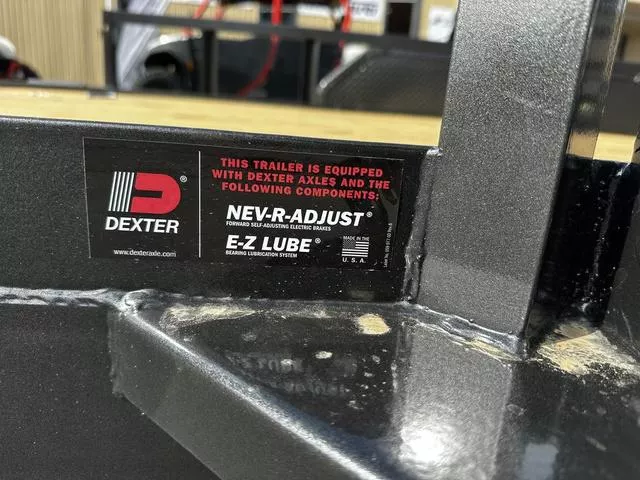 THIS TRAILER IS EQUIPPED
WITH DEXTER AXLES AND THE
FOLLOWING COMPONENTS:
DEXTER
®
www.dexteraxle.com
NEV-R-ADJUST®
FORWARD SELF-ADJUSTING ELECTRIC BRAKES
E-Z LUBE®
BEARING LUBRICATION SYSTEM
MADE IN THE
U.S.A.